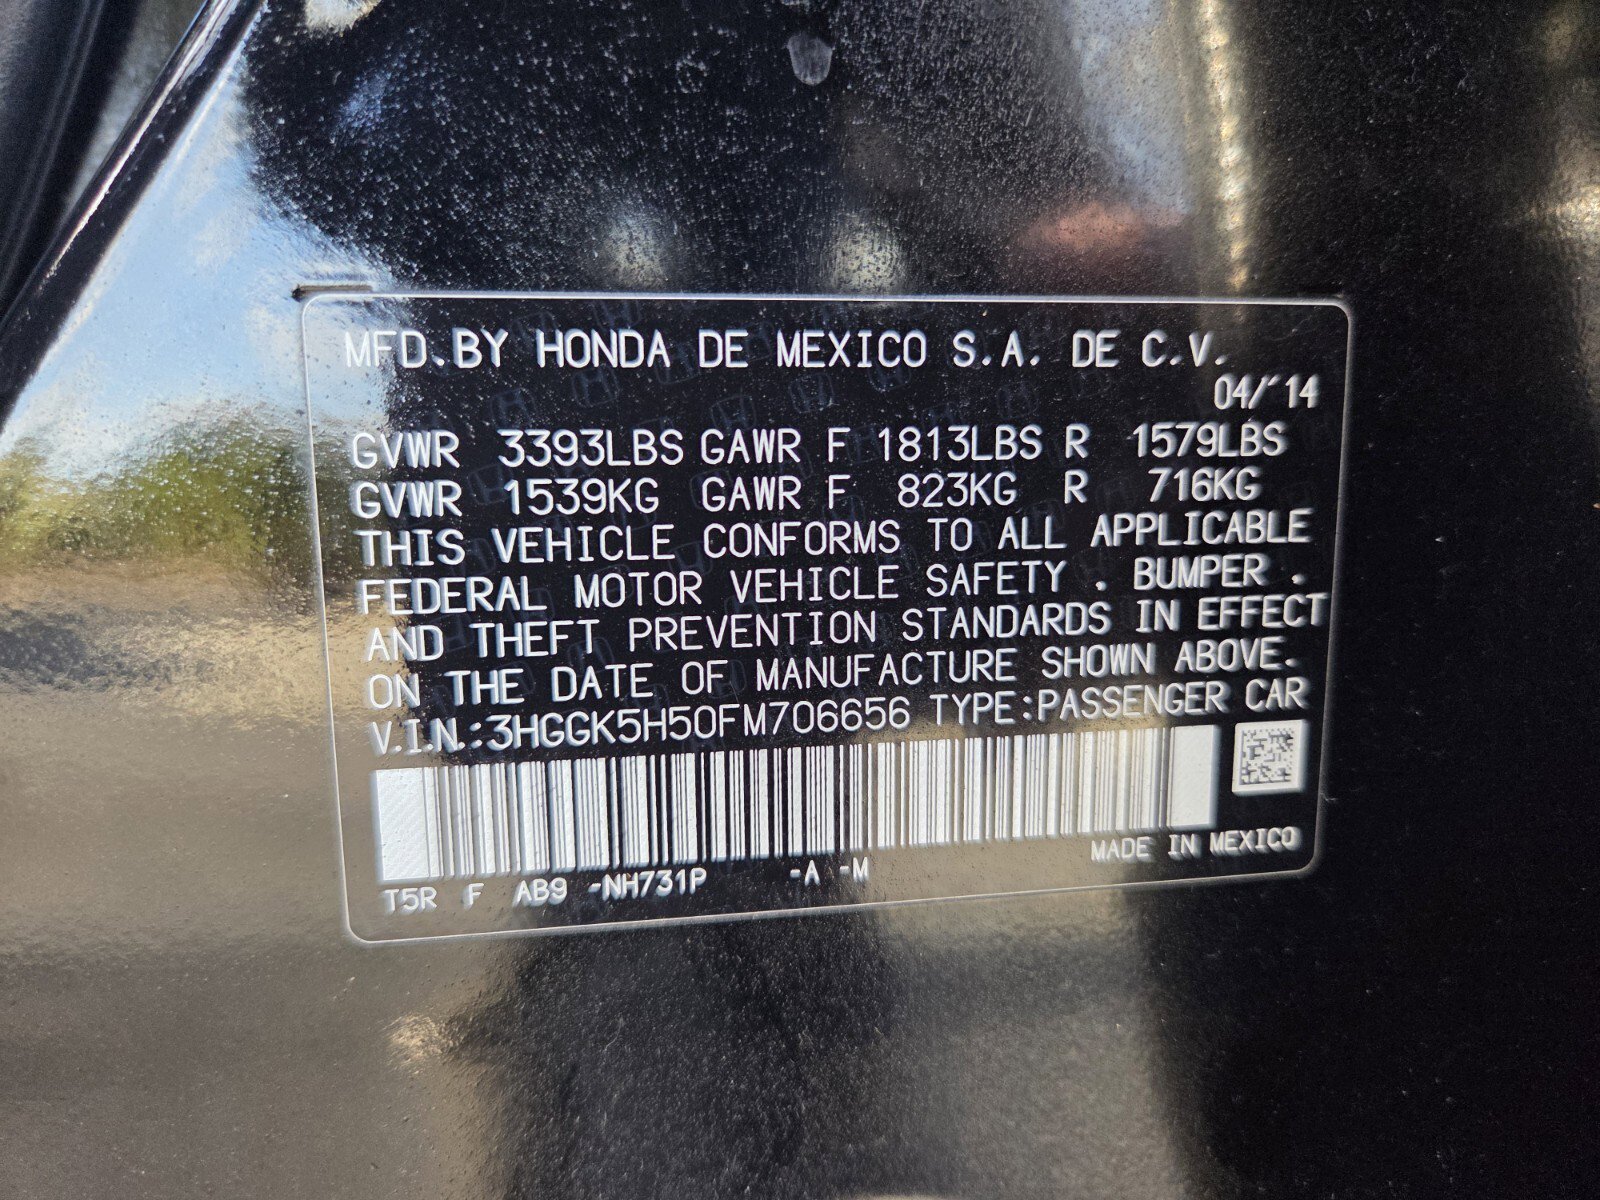 MFD.BY HONDA DE MEXICO S.A. DE C.V.
04/'14
GVWR 3393LBS GAWR F 1813LBS R 1579LBS
GVWR 1539KG GAWR F 823KG R 716KG
THIS VEHICLE CONFORMS TO ALL APPLICABLE
FEDERAL MOTOR VEHICLE SAFETY . BUMPER .
AND THEFT PREVENTION STANDARDS IN EFFECT
ON THE DATE OF MANUFACTURE SHOWN ABOVE.
V.I.N.:3HGGK5H50FM706656 TYPE:PASSENGER CAR
MADE IN MEXICO
T5R F AB9 -NH731P -A -M